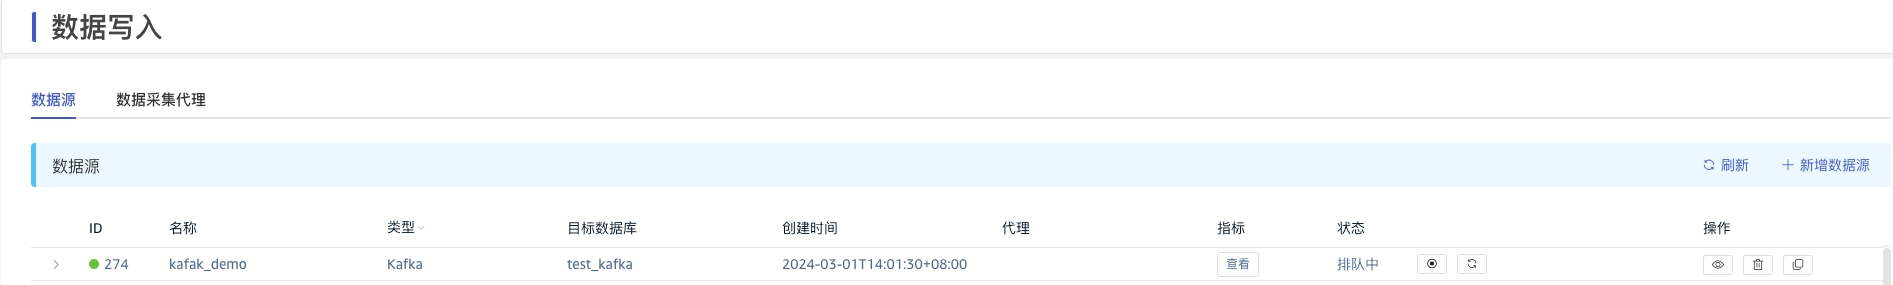 数据写入
数据源 数据采集代理
数据源 刷新 新增数据源
ID 名称 类型 目标数据库 创建时间 代理 指标 状态 操作
274 kafak_demo Kafka test_kafka 2024-03-01T14:01:30+08:00 查看 排队中